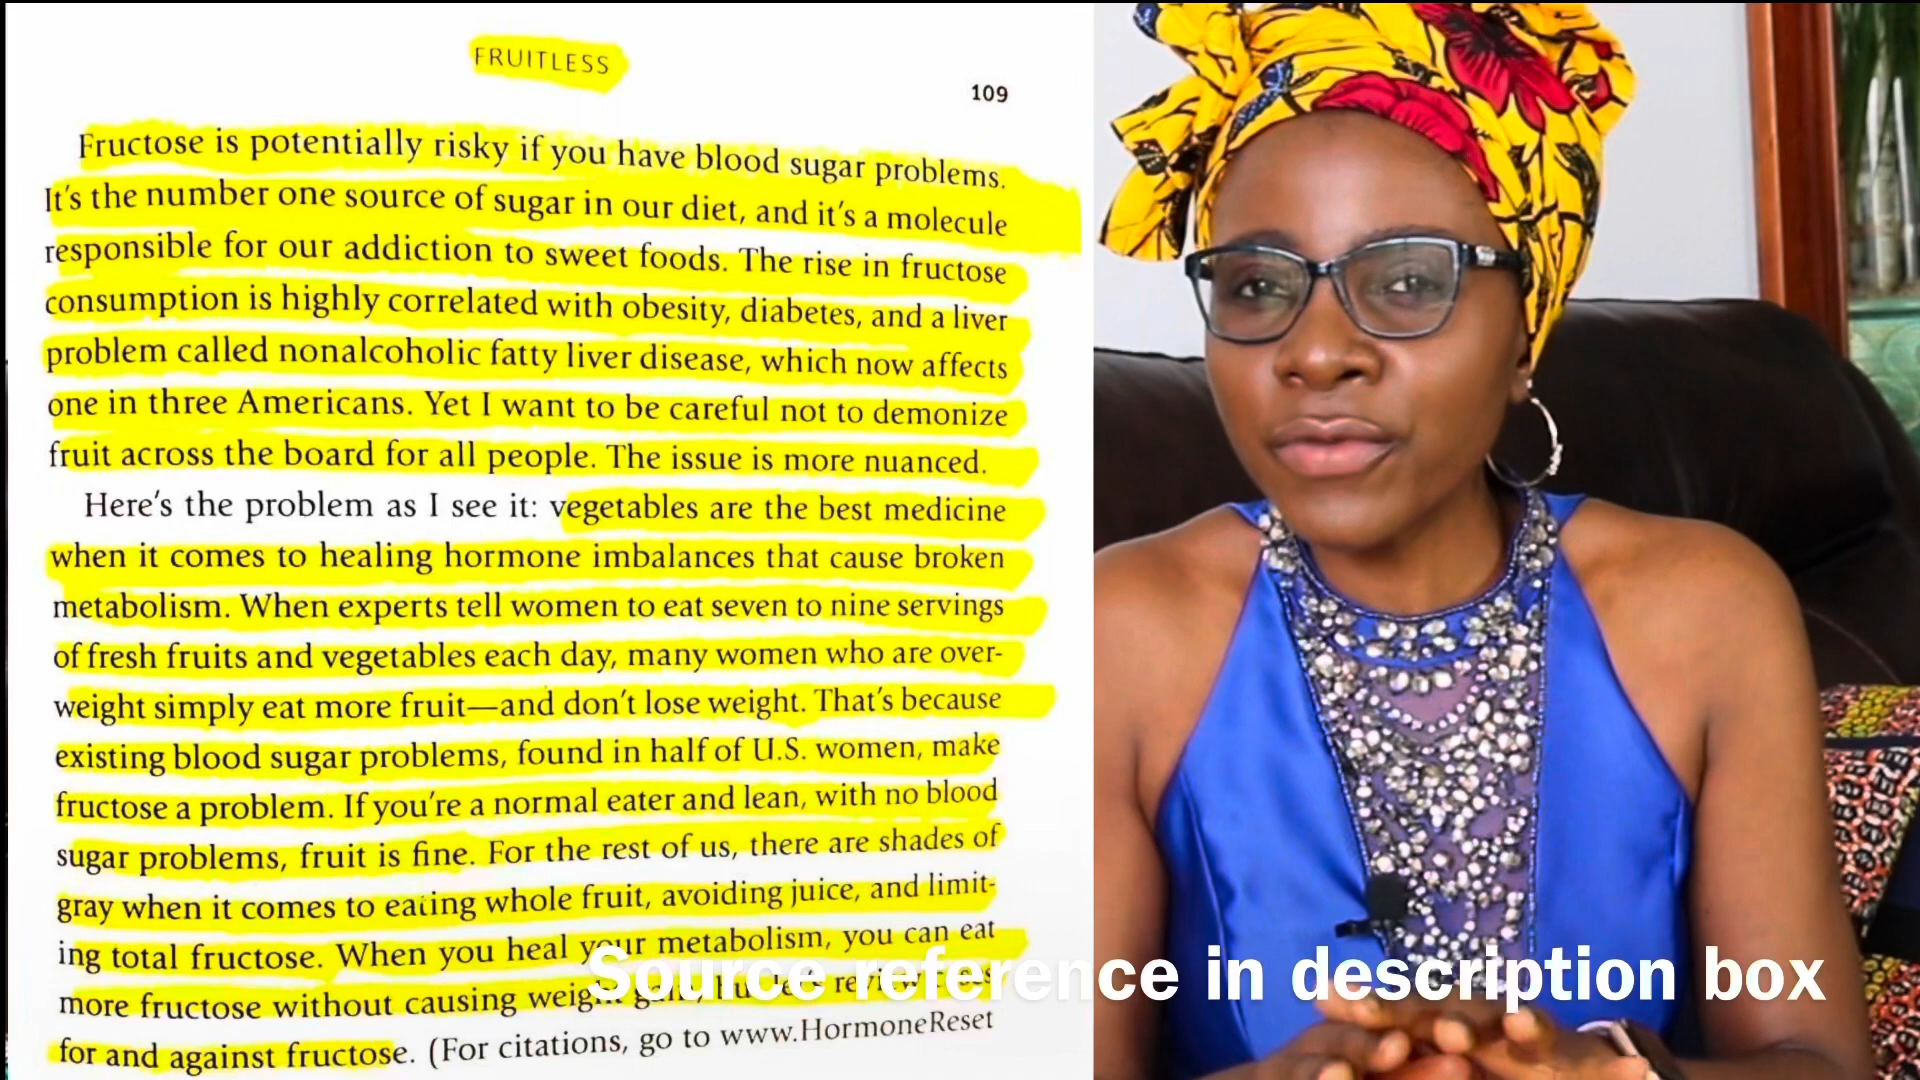 FRUITLESS
109
Fructose is potentially risky if you have blood sugar problems.
It's the number one source of sugar in our diet, and it's a molecule
responsible for our addiction to sweet foods. The rise in fructose
consumption is highly correlated with obesity, diabetes, and a liver
problem called nonalcoholic fatty liver disease, which now affects
one in three Americans. Yet I want to be careful not to demonize
fruit across the board for all people. The issue is more nuanced.
Here's the problem as I see it: vegetables are the best medicine
when it comes to healing hormone imbalances that cause broken
metabolism. When experts tell women to eat seven to nine servings
of fresh fruits and vegetables each day, many women who are over-
weight simply eat more fruit—and don't lose weight. That's because
existing blood sugar problems, found in half of U.S. women, make
fructose a problem. If you're a normal eater and lean, with no blood
sugar problems, fruit is fine. For the rest of us, there are shades of
gray when it comes to eating whole fruit, avoiding juice, and limit-
ing total fructose. When you heal your metabolism, you can eat
more fructose without causing weight gain, but let's review
for and against fructose. (For citations, go to www.HormoneReset
Source reference in description box